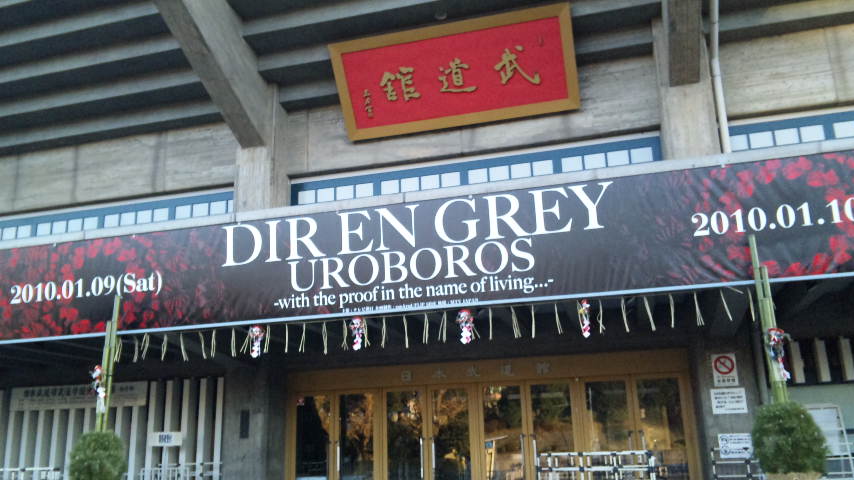 武道館
DIR EN GREY
UROBOROS
-with the proof in the name of living...-
2010.01.09(Sat)
2010.01.10
日本武道館